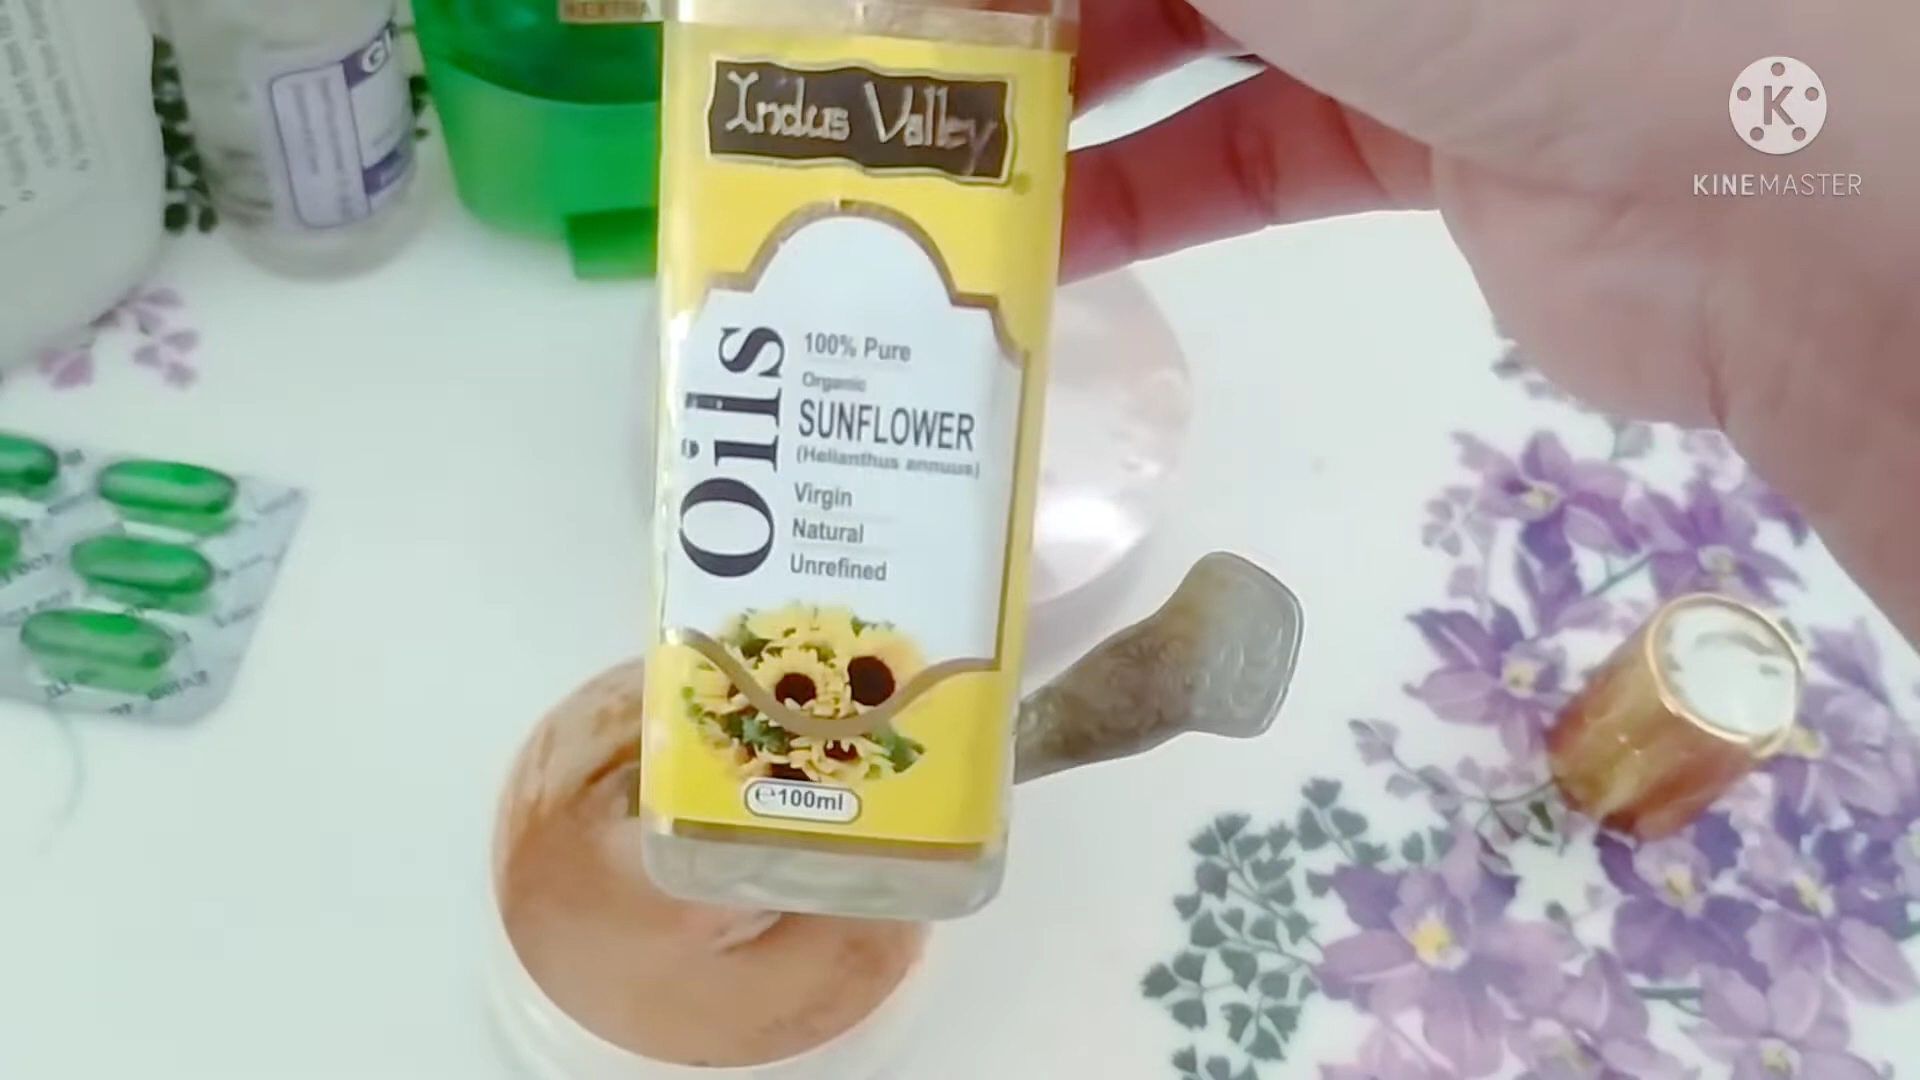 Indus Valley
Oils
100% Pure
Organic
SUNFLOWER
(Helianthus annuus)
Virgin
Natural
Unrefined
℮100ml
K
KINEMASTER